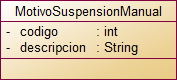 MotivoSuspensionManual
- codigo : int
- descripcion : String